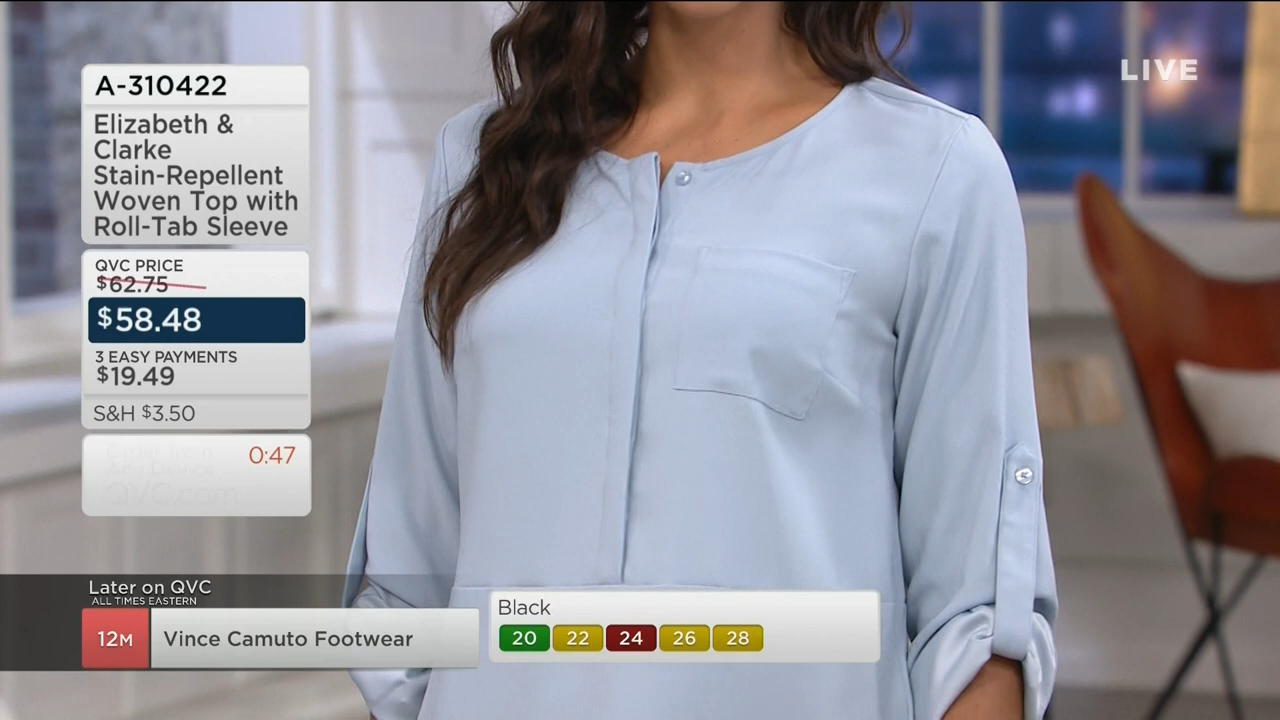 A-310422
Elizabeth &
Clarke
Stain-Repellent
Woven Top with
Roll-Tab Sleeve
QVC PRICE
$62.75
$58.48
3 EASY PAYMENTS
$19.49
S&H $3.50
0:47
QVC.com
LIVE
Later on QVC
ALL TIMES EASTERN
12M Vince Camuto Footwear
Black
20 22 24 26 28